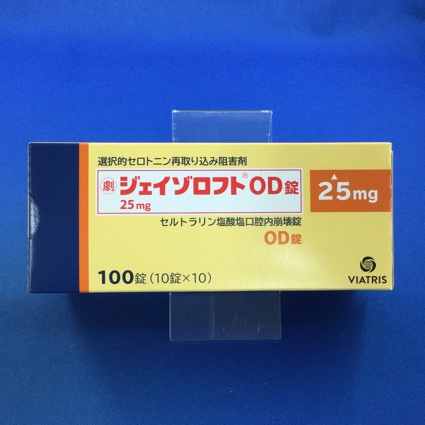 選択的セロトニン再取り込み阻害剤
劇 ジェイゾロフト® OD錠
25mg
25mg
セルトラリン塩酸塩口腔内崩壊錠
OD錠
100錠(10錠×10)
VIATRIS